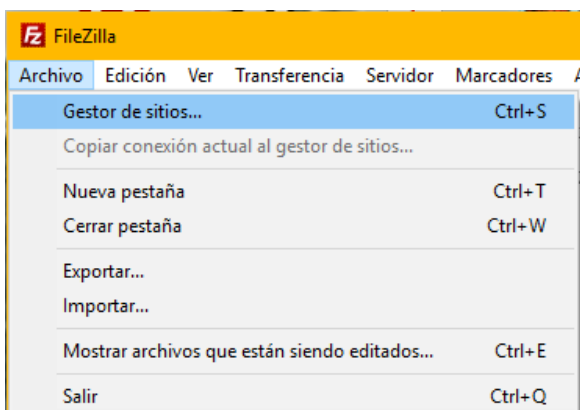 Fz FileZilla
Archivo Edición Ver Transferencia Servidor Marcadores
Gestor de sitios... Ctrl+S
Copiar conexión actual al gestor de sitios...
Nueva pestaña Ctrl+T
Cerrar pestaña Ctrl+W
Exportar...
Importar...
Mostrar archivos que están siendo editados... Ctrl+E
Salir Ctrl+Q